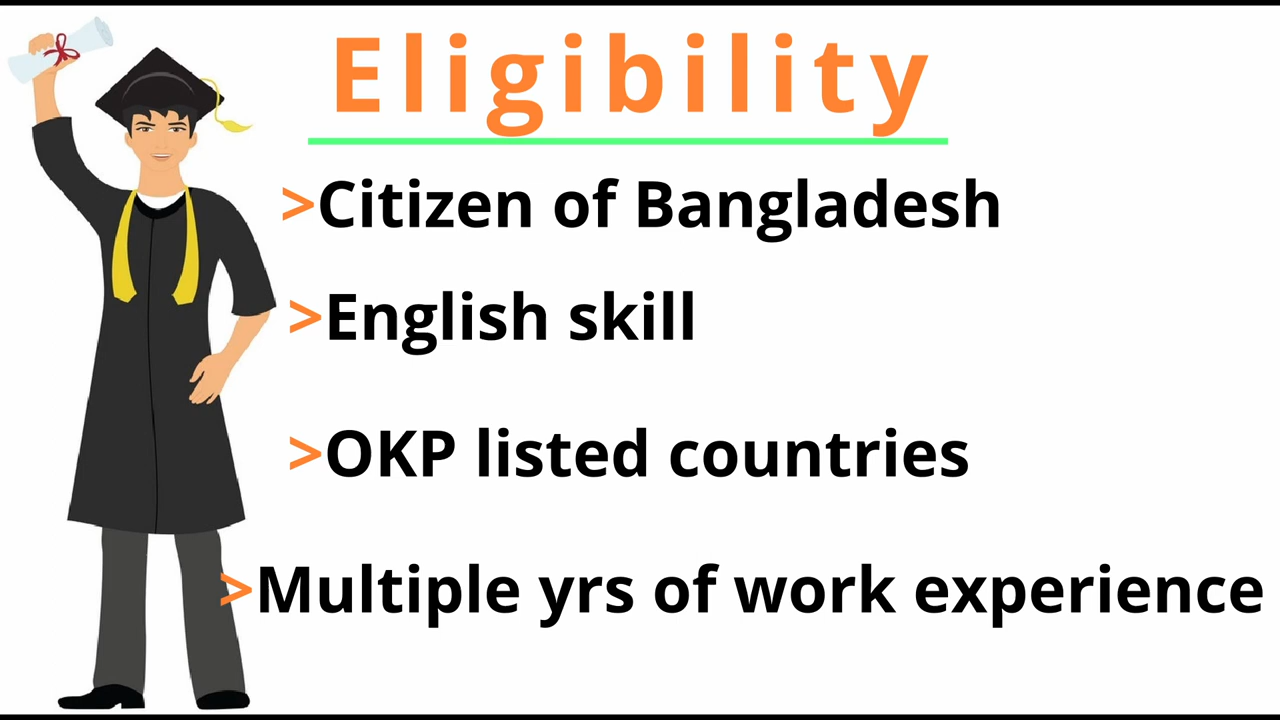 Eligibility
>Citizen of Bangladesh
>English skill
>OKP listed countries
>Multiple yrs of work experience